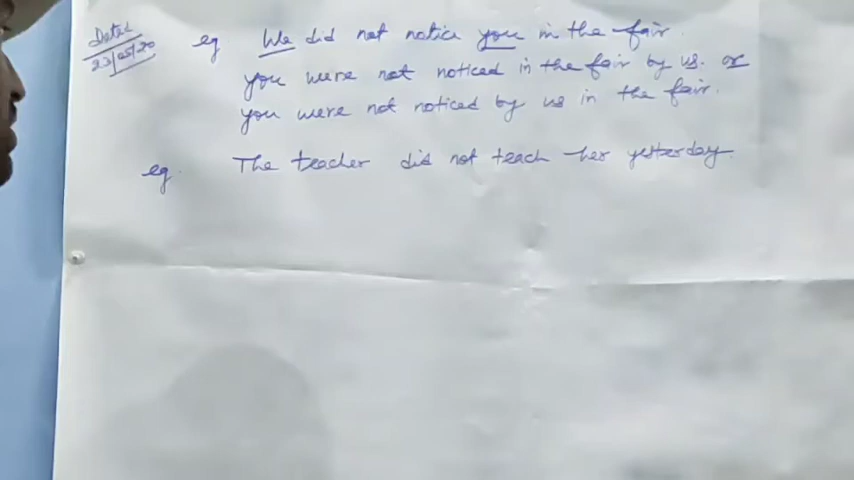 Dated
23/05/20
eg We did not notice you in the fair.
you were not noticed in the fair by us. or
you were not noticed by us in the fair.
eg. The teacher did not teach her yesterday.